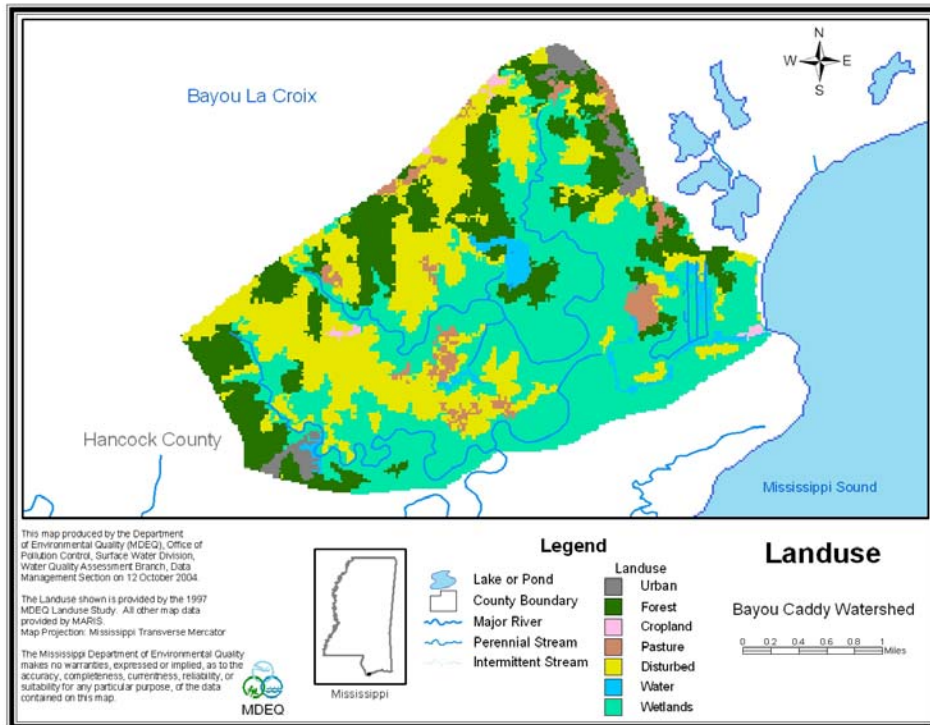 N
W E
S
Bayou La Croix
Hancock County
Mississippi Sound
This map produced by the Department
of Environmental Quality (MDEQ), Office of
Pollution Control, Surface Water Division,
Water Quality Assessment Branch, Data
Management Section on 12 October 2004.
The Landuse shown is provided by the 1997
MDEQ Landuse Study. All other map data
provided by MARIS.
Map Projection: Mississippi Transverse Mercator
The Mississippi Department of Environmental Quality
makes no warranties, expressed or implied, as to the
accuracy, completeness, currentness, reliability, or
suitability for any particular purpose, of the data
contained on this map.
MDEQ
Mississippi
Legend
Lake or Pond
County Boundary
Major River
Perennial Stream
Intermittent Stream
Landuse
Urban
Forest
Cropland
Pasture
Disturbed
Water
Wetlands
Landuse
Bayou Caddy Watershed
0 0.2 0.4 0.6 0.8 1
Miles